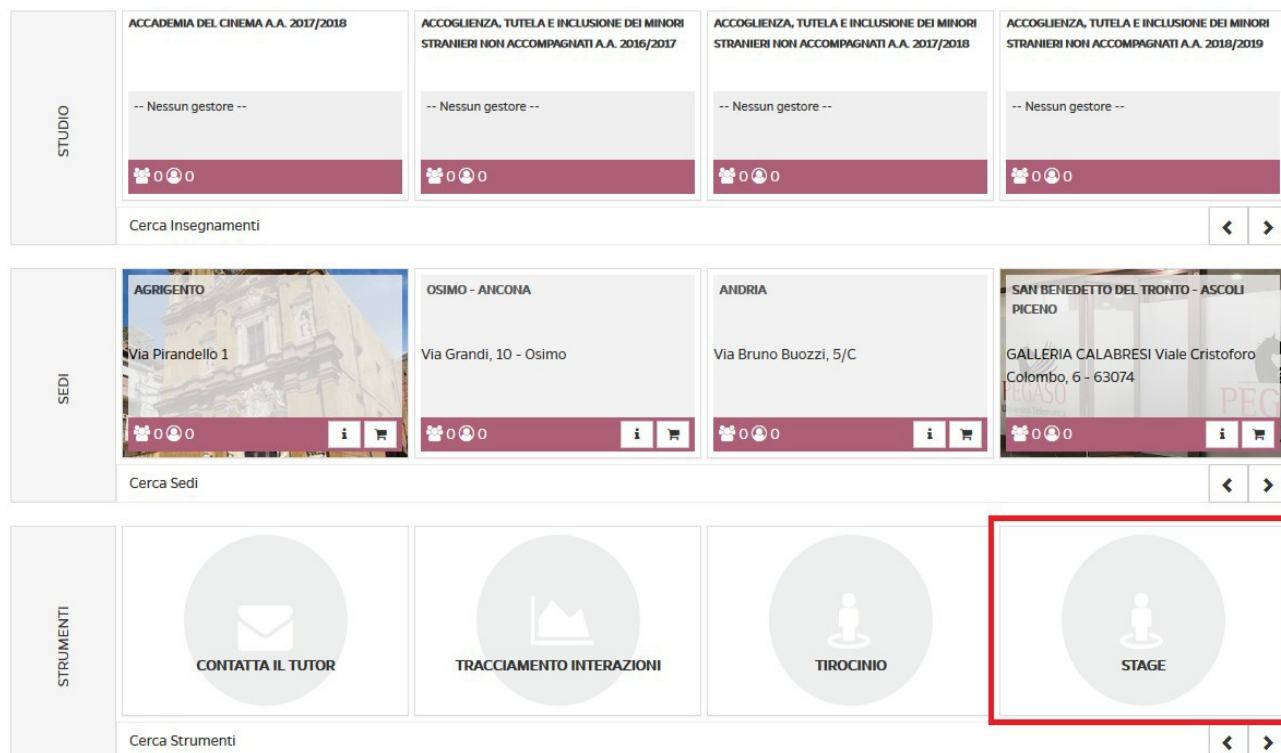 STUDIO
ACCADEMIA DEL CINEMA A.A. 2017/2018
-- Nessun gestore --
0 0
ACCOGLIENZA, TUTELA E INCLUSIONE DEI MINORI
STRANIERI NON ACCOMPAGNATI A.A. 2016/2017
-- Nessun gestore --
0 0
ACCOGLIENZA, TUTELA E INCLUSIONE DEI MINORI
STRANIERI NON ACCOMPAGNATI A.A. 2017/2018
-- Nessun gestore --
0 0
ACCOGLIENZA, TUTELA E INCLUSIONE DEI MINORI
STRANIERI NON ACCOMPAGNATI A.A. 2018/2019
-- Nessun gestore --
0 0
Cerca Insegnamenti
SEDI
AGRIGENTO
Via Pirandello 1
0 0
OSIMO - ANCONA
Via Grandi, 10 - Osimo
0 0
ANDRIA
Via Bruno Buozzi, 5/C
0 0
SAN BENEDETTO DEL TRONTO - ASCOLI
PICENO
GALLERIA CALABRESI Viale Cristoforo
Colombo, 6 - 63074
PEGASO
PEG
0 0
Cerca Sedi
STRUMENTI
CONTATTA IL TUTOR
TRACCIAMENTO INTERAZIONI
TIROCINIO
STAGE
Cerca Strumenti